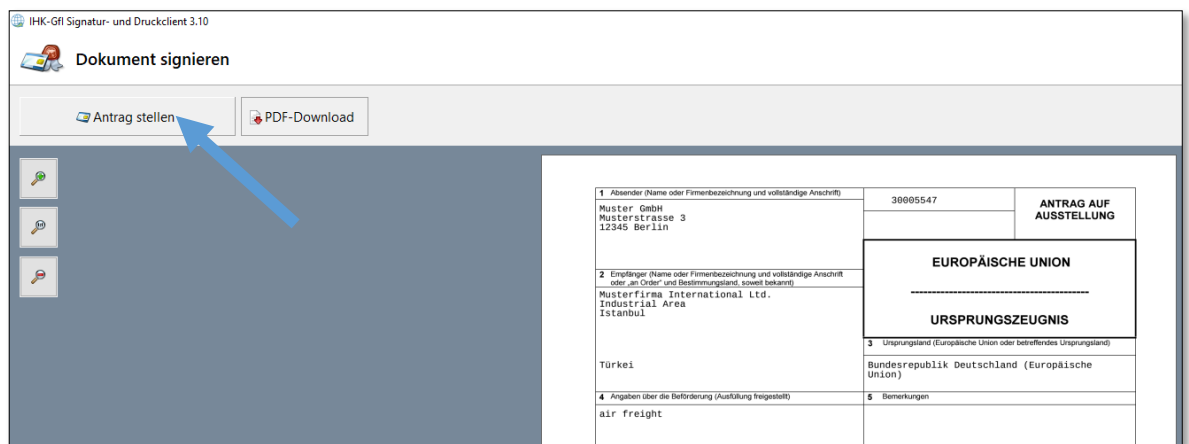 IHK-GfI Signatur- und Druckclient 3.10
Dokument signieren
Antrag stellen
PDF-Download
1 Absender (Name oder Firmenbezeichnung und vollständige Anschrift)
Muster GmbH
Musterstrasse 3
12345 Berlin
30005547
ANTRAG AUF
AUSSTELLUNG
EUROPÄISCHE UNION
----------------------------------------
URSPRUNGSZEUGNIS
2 Empfänger (Name oder Firmenbezeichnung und vollständige Anschrift
oder „an Order" und Bestimmungsland, soweit bekannt)
Musterfirma International Ltd.
Industrial Area
Istanbul
Türkei
3 Ursprungsland (Europäische Union oder betreffendes Ursprungsland)
Bundesrepublik Deutschland (Europäische
Union)
4 Angaben über die Beförderung (Ausfüllung freigestellt)
air freight
5 Bemerkungen